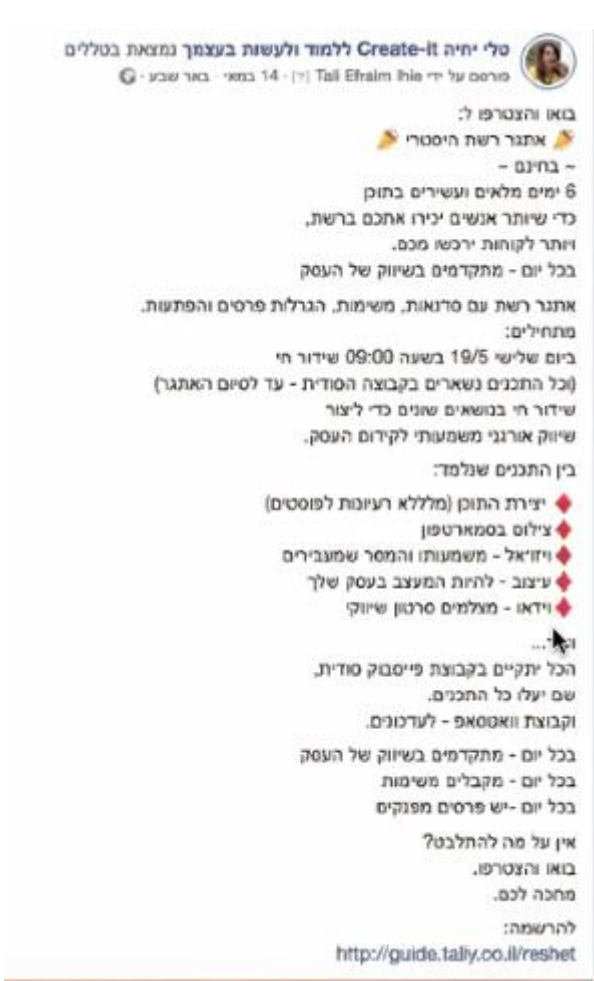 טלי יחיה Create-it ללמוד ולעשות בעצמך נמצאת בטללים
פורסם על ידי Tali Efraim Ihie [?] · 14 במאי · באר שבע ·
בואו והצטרפו ל:
🎉 אתגר רשת היסטרי 🎉
~ בחינם ~
6 ימים מלאים ועשירים בתוכן
כדי שיותר אנשים יכירו אתכם ברשת,
ויותר לקוחות ירכשו מכם.
בכל יום - מתקדמים בשיווק של העסק
אתגר רשת עם סדנאות, משימות, הגרלות פרסים והפתעות.
מתחילים:
ביום שלישי 19/5 בשעה 09:00 שידור חי
(וכל התכנים נשארים בקבוצה הסודית - עד לסיום האתגר)
שידור חי בנושאים שונים כדי ליצור
שיווק אורגני משמעותי לקידום העסק.
בין התכנים שנלמד:
♦️ יצירת התוכן (מלללא רעיונות לפוסטים)
♦️צילום בסמארטפון
♦️ויזואל - משמעותו והמסר שמעבירים
♦️עיצוב - להיות המעצב בעסק שלך
♦️וידאו - מצלמים סרטון שיווקי
...
הכל יתקיים בקבוצת פייסבוק סודית,
שם יעלו כל התכנים.
וקבוצת וואטסאפ - לעדכונים.
בכל יום - מתקדמים בשיווק של העסק
בכל יום - מקבלים משימות
בכל יום -יש פרסים מפנקים
אין על מה להתלבט?
בואו והצטרפו.
מחכה לכם.
להרשמה:
http://guide.taliy.co.il/reshet